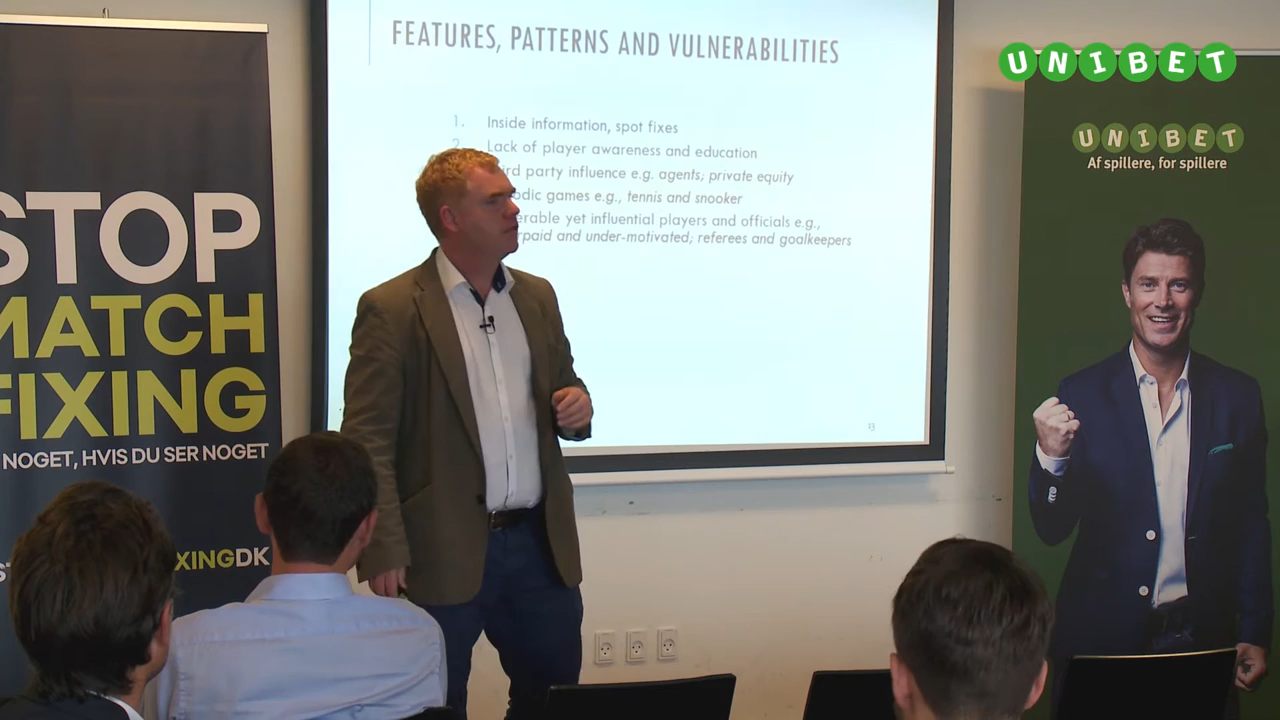 FEATURES, PATTERNS AND VULNERABILITIES
1. Inside information, spot fixes
2. Lack of player awareness and education
party influence e.g. agents; private equity
games e.g., tennis and snooker
yet influential players and officials e.g.,
and under-motivated; referees and goalkeepers
13
STOP
MATCH
FIXING
NOGET, HVIS DU SER NOGET
XINGDK
UNIBET
UNIBET
Af spillere, for spillere